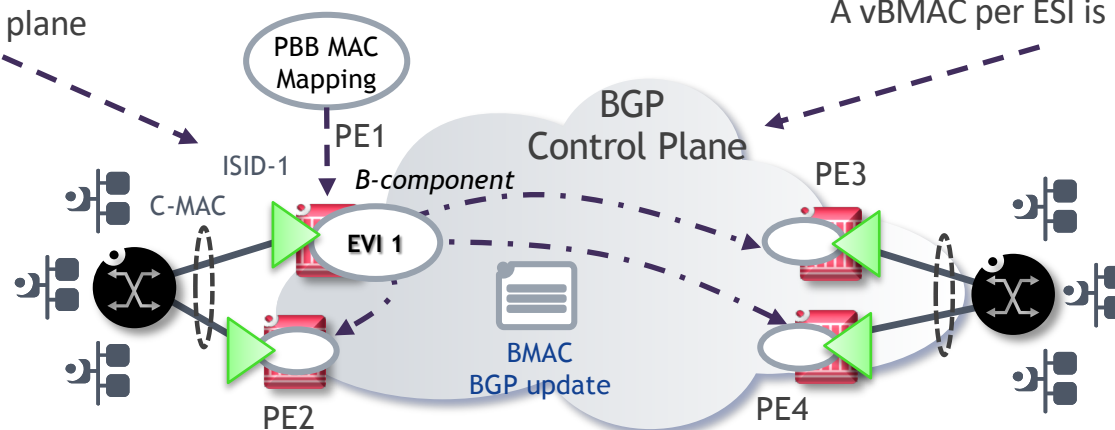 plane
A vBMAC per ESI is
PBB MAC
Mapping
BGP
Control Plane
PE1
ISID-1
B-component
PE3
C-MAC
EVI 1
BMAC
BGP update
PE2
PE4